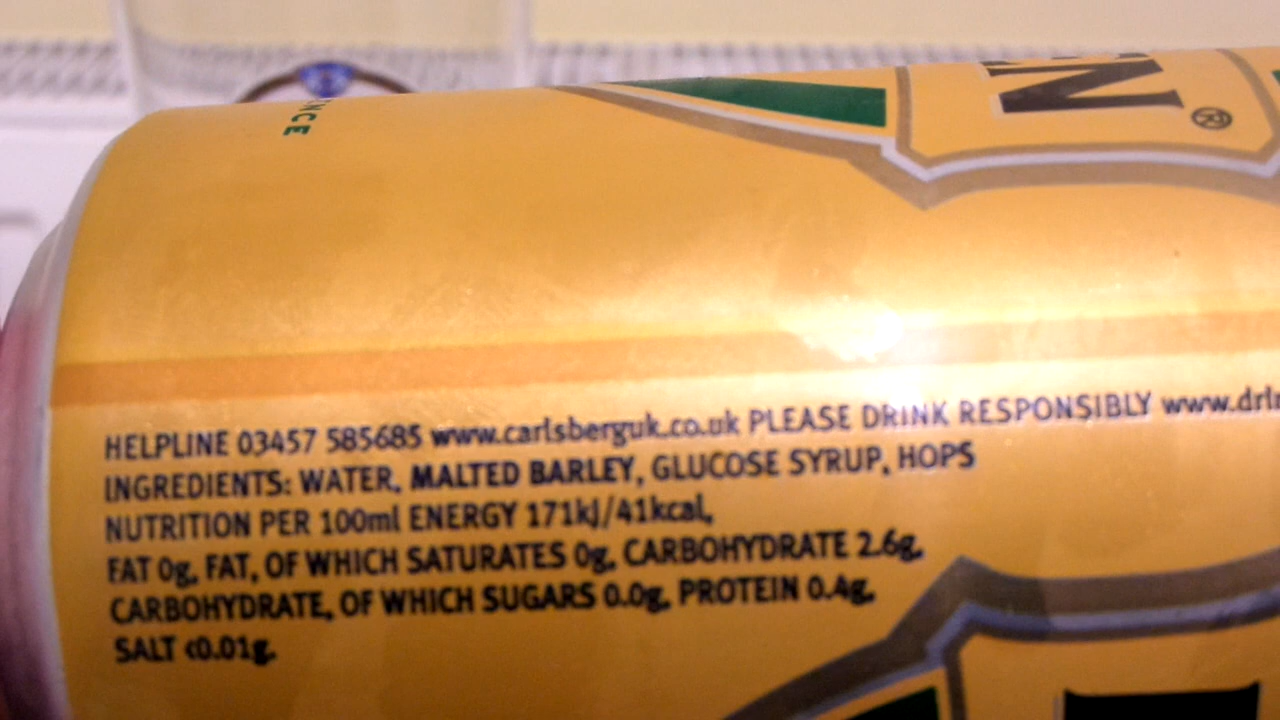 HELPLINE 03457 585685 www.carlsberguk.co.uk PLEASE DRINK RESPONSIBLY
INGREDIENTS: WATER, MALTED BARLEY, GLUCOSE SYRUP, HOPS
NUTRITION PER 100ml ENERGY 171kJ/41kcal,
FAT 0g, FAT, OF WHICH SATURATES 0g, CARBOHYDRATE 2.6g,
CARBOHYDRATE, OF WHICH SUGARS 0.0g, PROTEIN 0.4g,
SALT <0.01g.